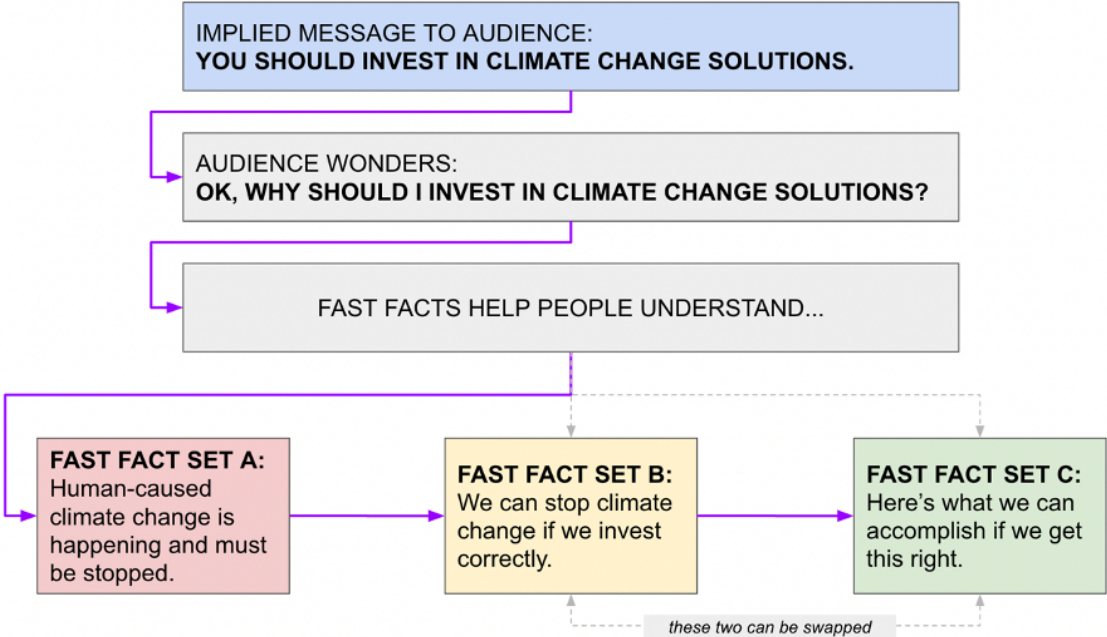 IMPLIED MESSAGE TO AUDIENCE:
YOU SHOULD INVEST IN CLIMATE CHANGE SOLUTIONS.
AUDIENCE WONDERS:
OK, WHY SHOULD I INVEST IN CLIMATE CHANGE SOLUTIONS?
FAST FACTS HELP PEOPLE UNDERSTAND...
FAST FACT SET A:
Human-caused
climate change is
happening and must
be stopped.
FAST FACT SET B:
We can stop climate
change if we invest
correctly.
FAST FACT SET C:
Here’s what we can
accomplish if we get
this right.
these two can be swapped